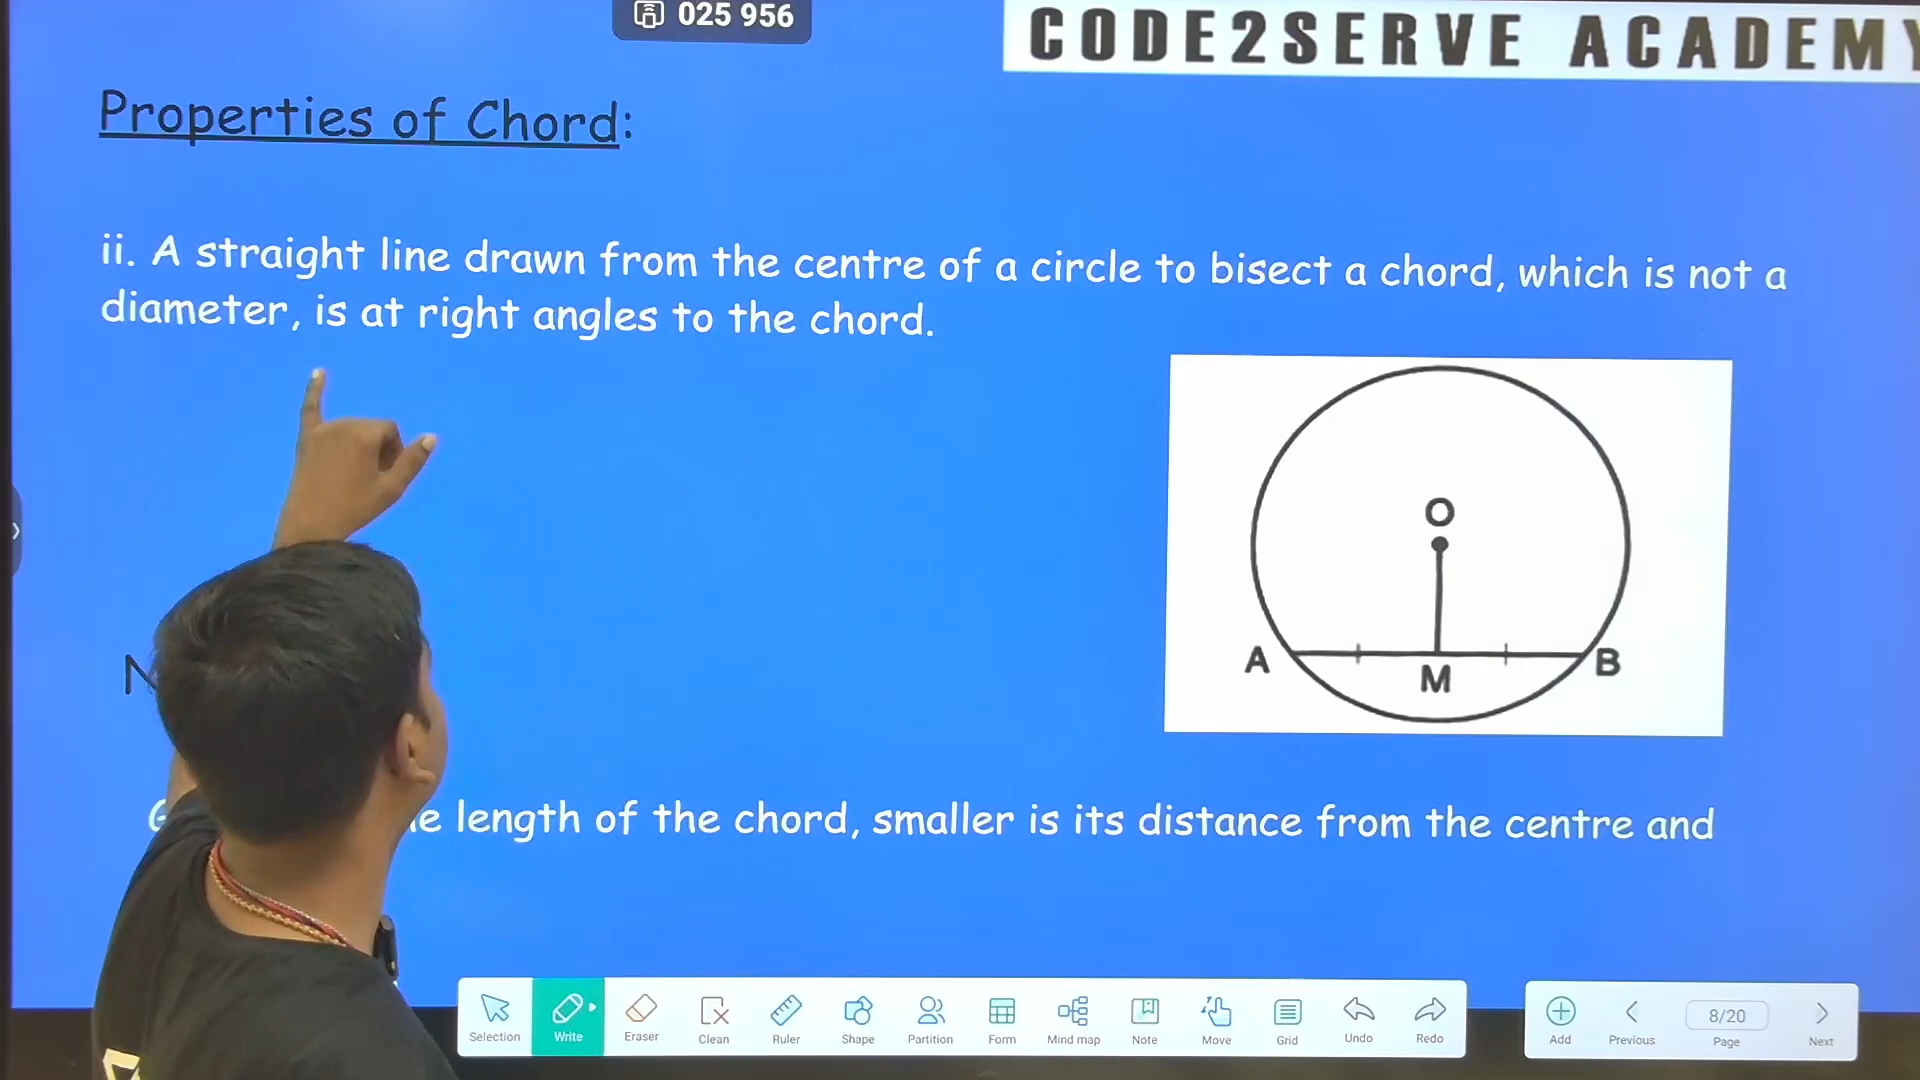 025 956
CODE2SERVE ACADEMY
Properties of Chord:
ii. A straight line drawn from the centre of a circle to bisect a chord, which is not a
diameter, is at right angles to the chord.
O
A
M
B
length of the chord, smaller is its distance from the centre and
Selection
Write
Eraser
Clean
Ruler
Shape
Partition
Form
Mind map
Note
Move
Grid
Undo
Redo
Add
Previous
8/20
Page
Next